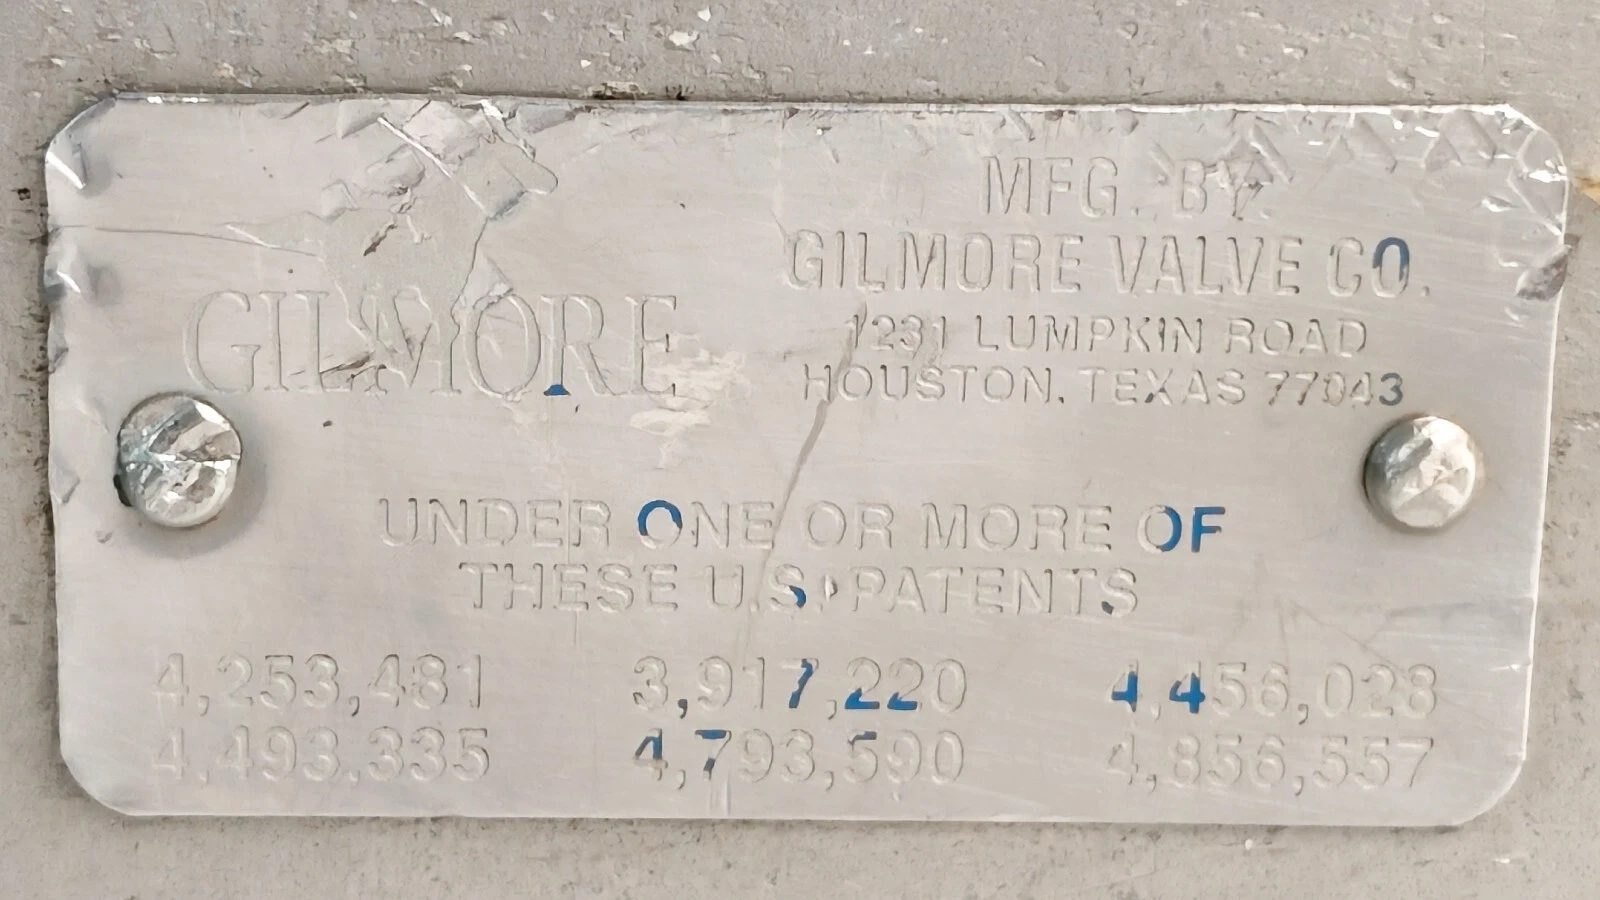 MFG. BY.
GILMORE VALVE CO.
GILMORE
1231 LUMPKIN ROAD
HOUSTON, TEXAS 77043
UNDER ONE OR MORE OF
THESE U.S. PATENTS
4,253,481 3,917,220 4,456,028
4,493,335 4,793,590 4,856,557